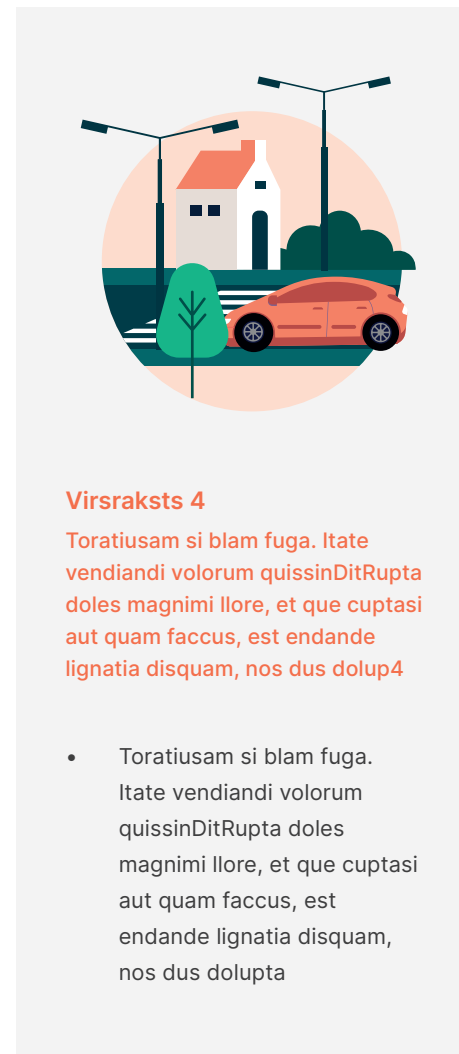 Virsraksts 4
Toratiusam si blam fuga. Itate
vendiandi volorum quissinDitRupta
doles magnimi llore, et que cuptasi
aut quam faccus, est endande
lignatia disquam, nos dus dolup4
• Toratiusam si blam fuga.
Itate vendiandi volorum
quissinDitRupta doles
magnimi llore, et que cuptasi
aut quam faccus, est
endande lignatia disquam,
nos dus dolupta